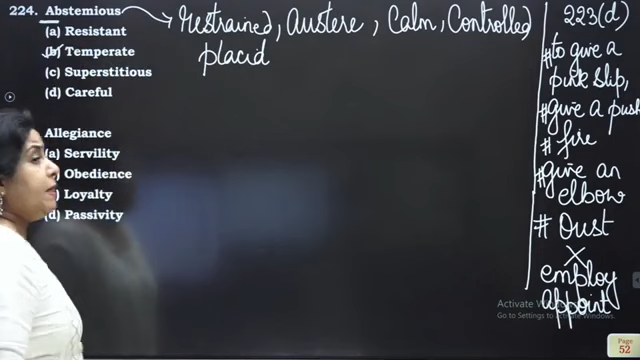 224. Abstemious
(a) Resistant
(b) Temperate
(c) Superstitious
(d) Careful
Restrained, Austere, Calm, Controlled
placid
Allegiance
(a) Servility
) Obedience
) Loyalty
(d) Passivity
223(d)
# to give a
pink slip,
# give a push
# fire
# give an
elbow
# Oust
×
employ
appoint
Activate W
Go to Settings to Activate Windows.
Page
52